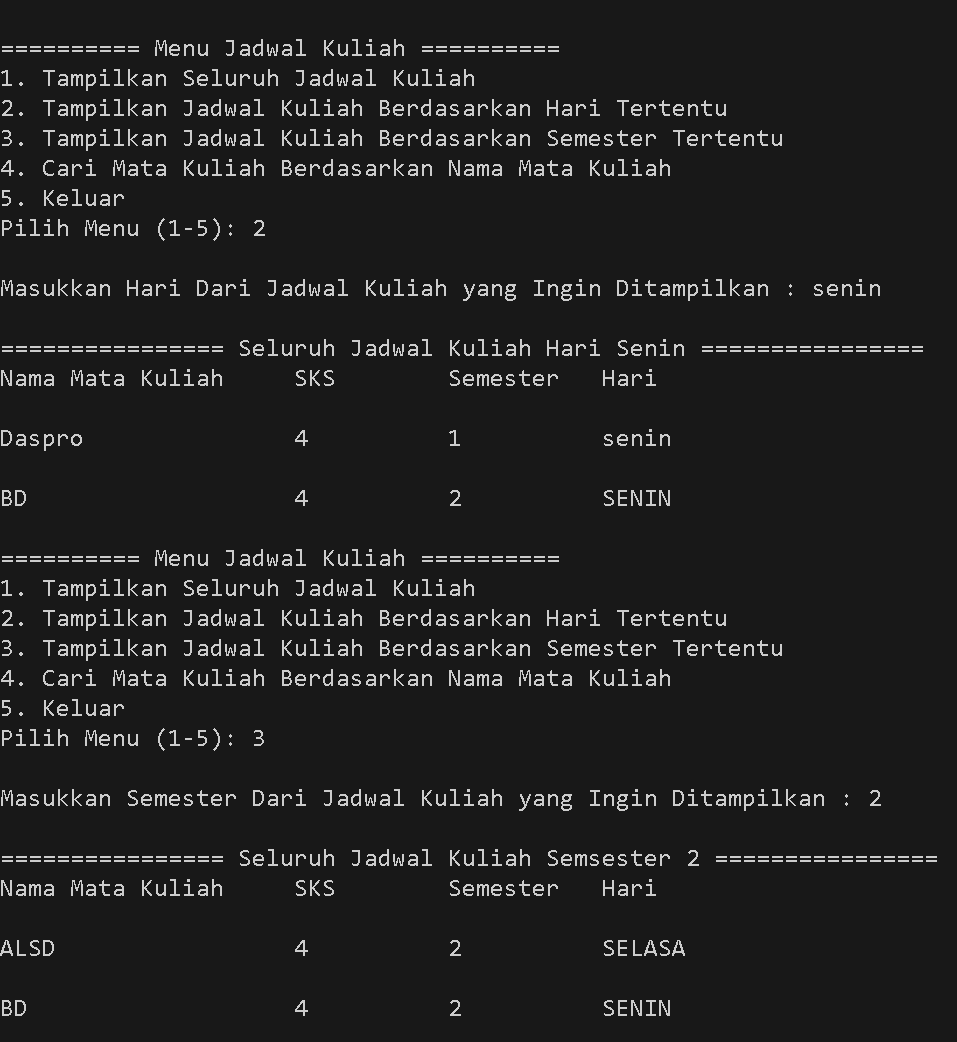 ========== Menu Jadwal Kuliah ==========
1. Tampilkan Seluruh Jadwal Kuliah
2. Tampilkan Jadwal Kuliah Berdasarkan Hari Tertentu
3. Tampilkan Jadwal Kuliah Berdasarkan Semester Tertentu
4. Cari Mata Kuliah Berdasarkan Nama Mata Kuliah
5. Keluar
Pilih Menu (1-5): 2
Masukkan Hari Dari Jadwal Kuliah yang Ingin Ditampilkan : senin
================ Seluruh Jadwal Kuliah Hari Senin ================
Nama Mata Kuliah     SKS        Semester   Hari
Daspro               4          1          senin
BD                   4          2          SENIN
========== Menu Jadwal Kuliah ==========
1. Tampilkan Seluruh Jadwal Kuliah
2. Tampilkan Jadwal Kuliah Berdasarkan Hari Tertentu
3. Tampilkan Jadwal Kuliah Berdasarkan Semester Tertentu
4. Cari Mata Kuliah Berdasarkan Nama Mata Kuliah
5. Keluar
Pilih Menu (1-5): 3
Masukkan Semester Dari Jadwal Kuliah yang Ingin Ditampilkan : 2
================ Seluruh Jadwal Kuliah Semsester 2 ================
Nama Mata Kuliah     SKS        Semester   Hari
ALSD                 4          2          SELASA
BD                   4          2          SENIN